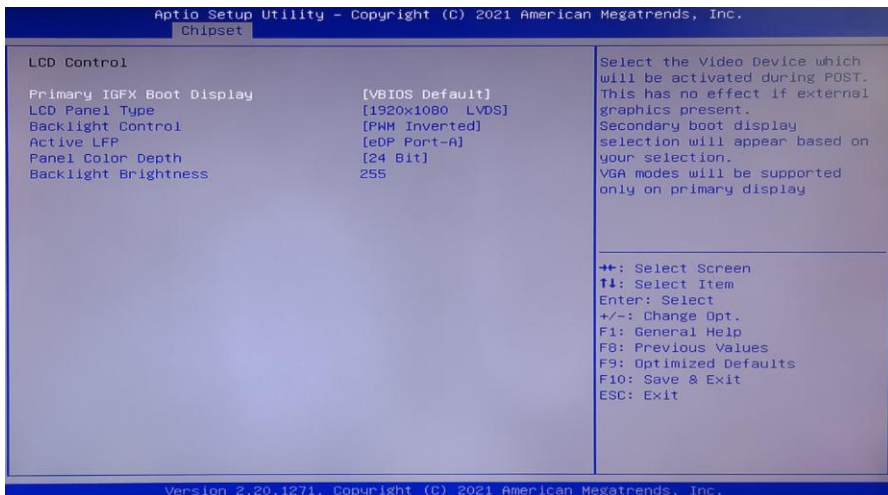 Aptio Setup Utility – Copyright (C) 2021 American Megatrends, Inc.
Chipset
LCD Control
Primary IGFX Boot Display [VBIOS Default]
LCD Panel Type [1920x1080 LVDS]
Backlight Control [PWM Inverted]
Active LFP [eDP Port-A]
Panel Color Depth [24 Bit]
Backlight Brightness 255
Select the Video Device which
will be activated during POST.
This has no effect if external
graphics present.
Secondary boot display
selection will appear based on
your selection.
VGA modes will be supported
only on primary display
→←: Select Screen
↑↓: Select Item
Enter: Select
+/-: Change Opt.
F1: General Help
F8: Previous Values
F9: Optimized Defaults
F10: Save & Exit
ESC: Exit
Version 2.20.1271. Copyright (C) 2021 American Megatrends, Inc.